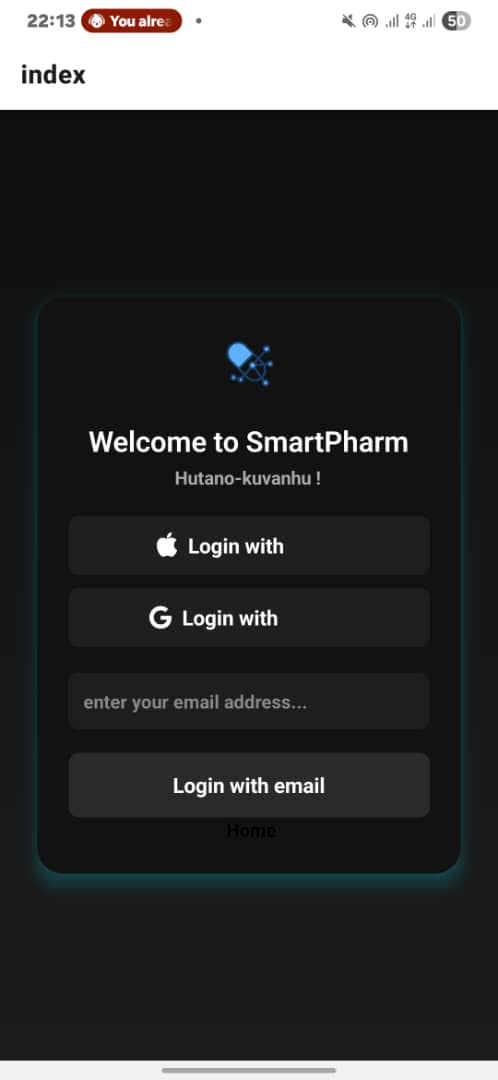 22:13 You alrea
4G 50
index
Welcome to SmartPharm
Hutano-kuvanhu !
Login with
G Login with
enter your email address...
Login with email
Home